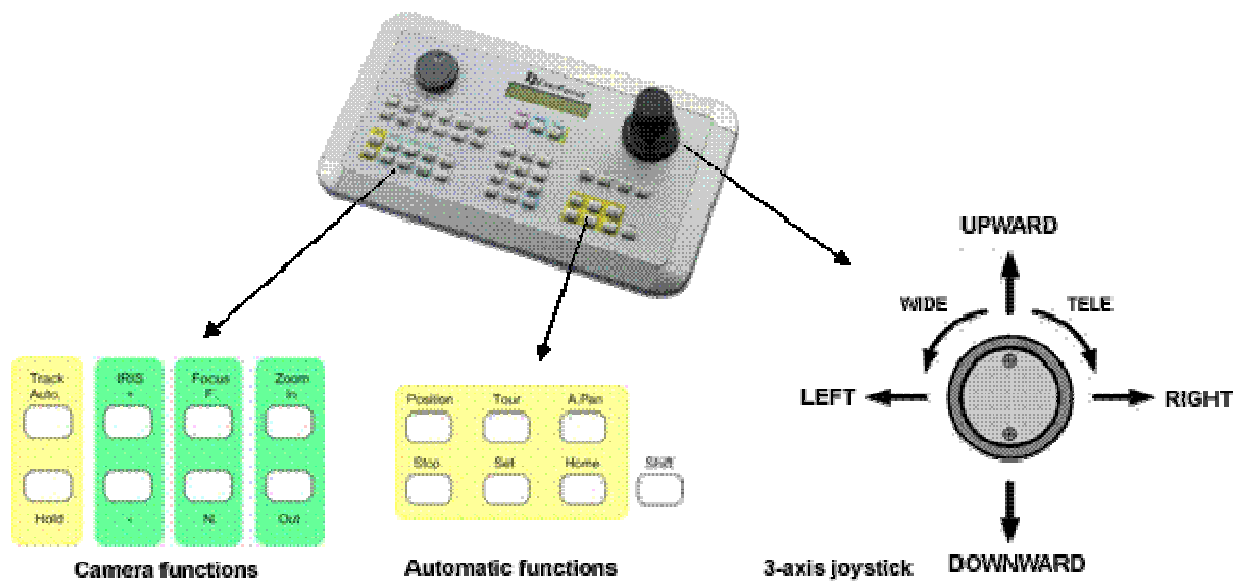 EverFocus
UPWARD
WIDE
TELE.
LEFT
RIGHT
DOWNWARD
Track
Auto.
IRIS
+
Focus
F.
Zoom
In
Hold
-
N.
Out
Position
Tour
A.Pan
Stop
Set
Home
Shift
Camera functions
Automatic functions
3-axis joystick